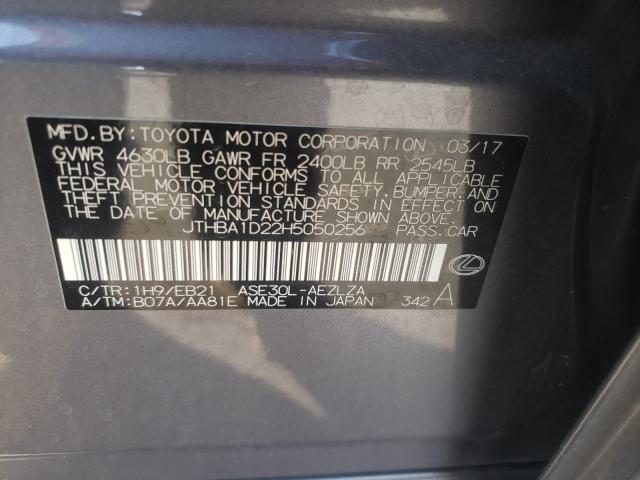 MFD.BY:TOYOTA MOTOR CORPORATION 03/17
GVWR 4630LB GAWR FR 2400LB RR 2545LB
THIS VEHICLE CONFORMS TO ALL APPLICABLE
FEDERAL MOTOR VEHICLE SAFETY,BUMPER,AND
THEFT PREVENTION STANDARDS IN EFFECT ON
THE DATE OF MANUFACTURE SHOWN ABOVE.
JTHBA1D22H5050256 PASS.CAR
C/TR:1H9/EB21 ASE30L-AEZLZA
A/TM:B07A/AA81E MADE IN JAPAN 342 A